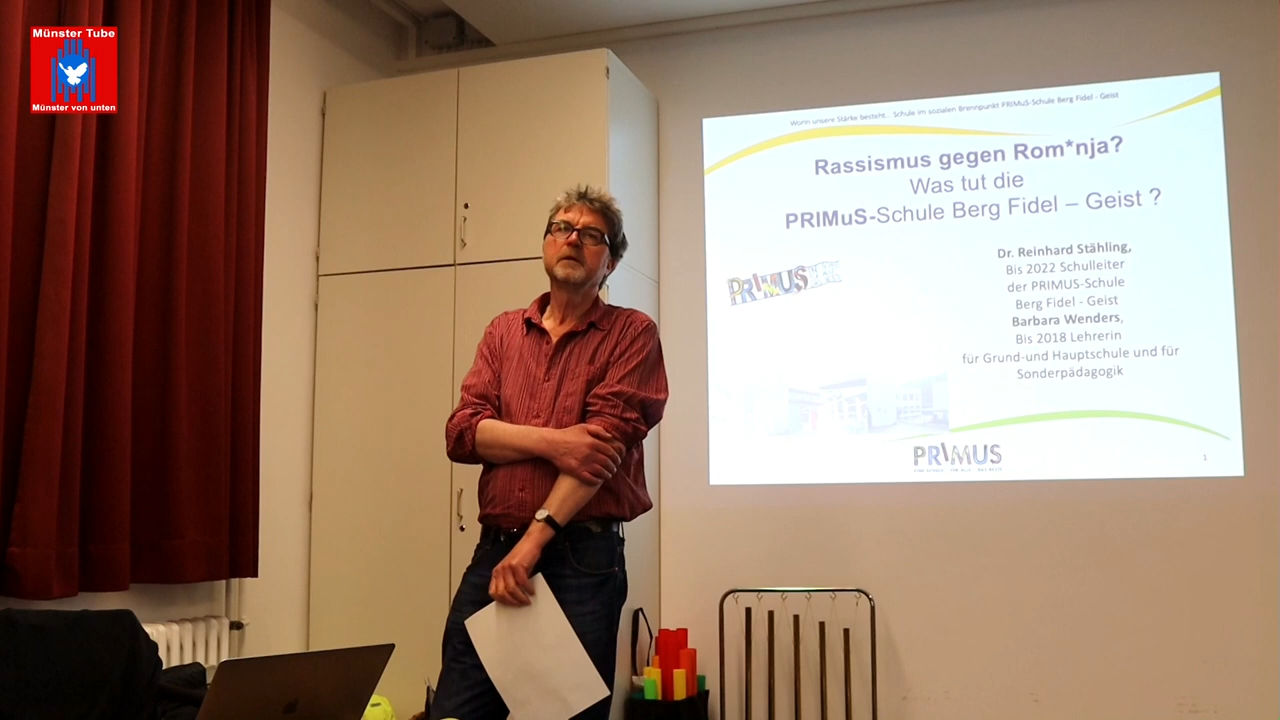 Münster Tube
Münster von unten
Worin unsere Stärke besteht... Schule im sozialen Brennpunkt PRIMuS-Schule Berg Fidel - Geist
Rassismus gegen Rom*nja?
Was tut die
PRIMuS-Schule Berg Fidel – Geist ?
PRIMUS
Dr. Reinhard Stähling,
Bis 2022 Schulleiter
der PRIMUS-Schule
Berg Fidel - Geist
Barbara Wenders,
Bis 2018 Lehrerin
für Grund-und Hauptschule und für
Sonderpädagogik
PRIMUS
1